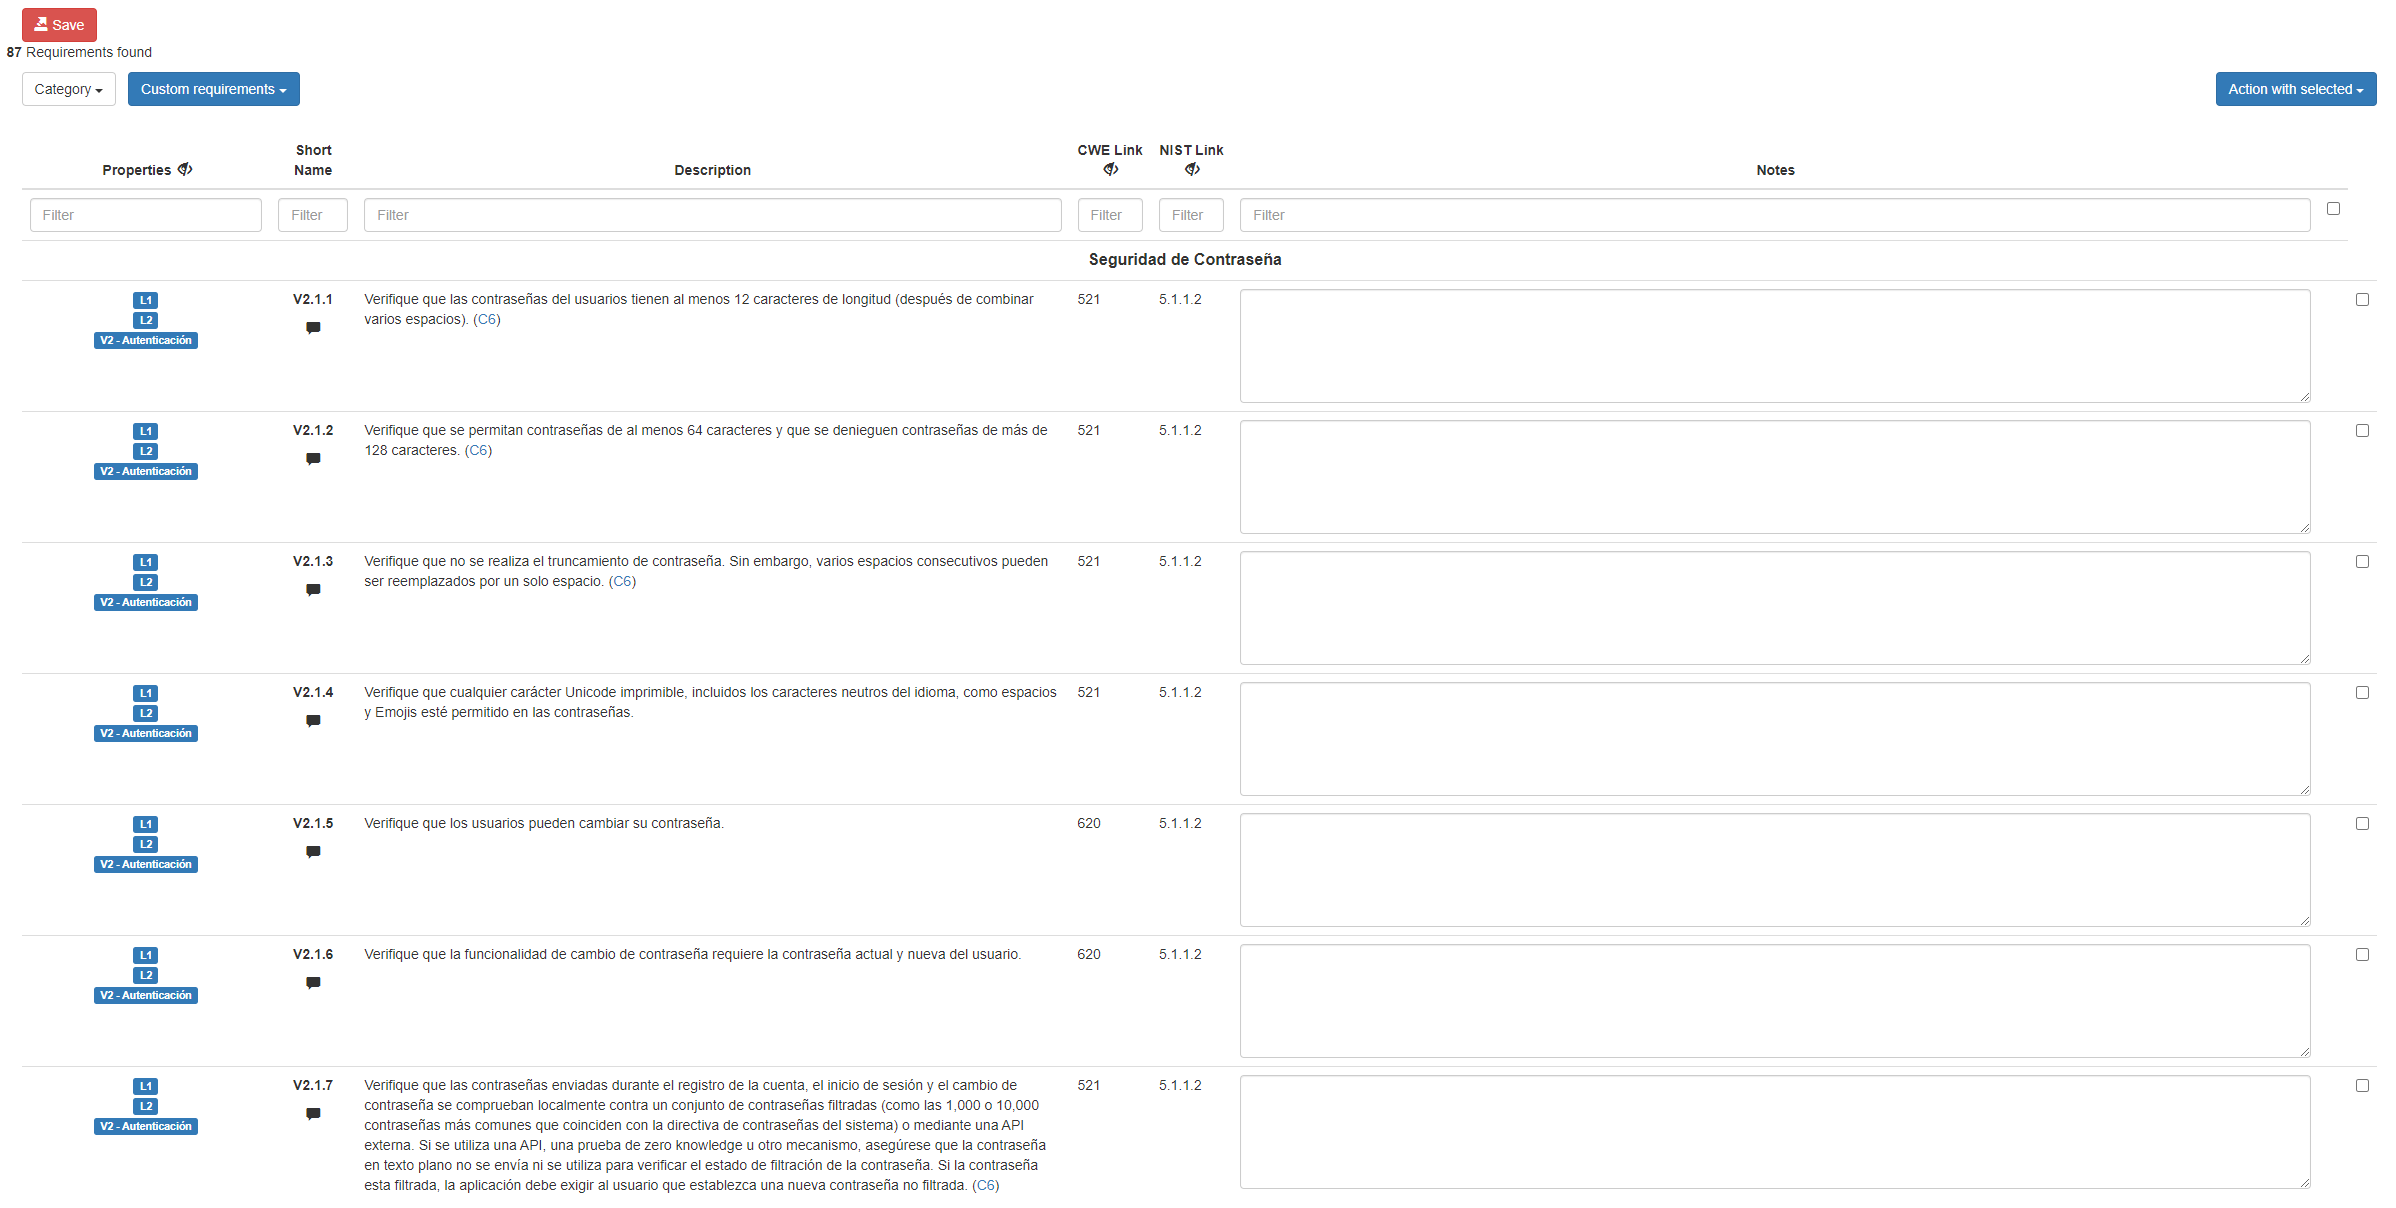 Save
87 Requirements found
Category
Custom requirements
Action with selected
Properties
Short
Name
Description
CWE Link
NIST Link
Notes
Filter
Filter
Filter
Filter
Filter
Filter
Seguridad de Contraseña
L1
L2
V2 - Autenticación
V2.1.1
Verifique que las contraseñas del usuarios tienen al menos 12 caracteres de longitud (después de combinar
varios espacios). (C6)
521
5.1.1.2
L1
L2
V2 - Autenticación
V2.1.2
Verifique que se permitan contraseñas de al menos 64 caracteres y que se denieguen contraseñas de más de
128 caracteres. (C6)
521
5.1.1.2
L1
L2
V2 - Autenticación
V2.1.3
Verifique que no se realiza el truncamiento de contraseña. Sin embargo, varios espacios consecutivos pueden
ser reemplazados por un solo espacio. (C6)
521
5.1.1.2
L1
L2
V2 - Autenticación
V2.1.4
Verifique que cualquier carácter Unicode imprimible, incluidos los caracteres neutros del idioma, como espacios
y Emojis esté permitido en las contraseñas.
521
5.1.1.2
L1
L2
V2 - Autenticación
V2.1.5
Verifique que los usuarios pueden cambiar su contraseña.
620
5.1.1.2
L1
L2
V2 - Autenticación
V2.1.6
Verifique que la funcionalidad de cambio de contraseña requiere la contraseña actual y nueva del usuario.
620
5.1.1.2
L1
L2
V2 - Autenticación
V2.1.7
Verifique que las contraseñas enviadas durante el registro de la cuenta, el inicio de sesión y el cambio de
contraseña se comprueban localmente contra un conjunto de contraseñas filtradas (como las 1,000 o 10,000
contraseñas más comunes que coinciden con la directiva de contraseñas del sistema) o mediante una API
externa. Si se utiliza una API, una prueba de zero knowledge u otro mecanismo, asegúrese que la contraseña
en texto plano no se envía ni se utiliza para verificar el estado de filtración de la contraseña. Si la contraseña
esta filtrada, la aplicación debe exigir al usuario que establezca una nueva contraseña no filtrada. (C6)
521
5.1.1.2